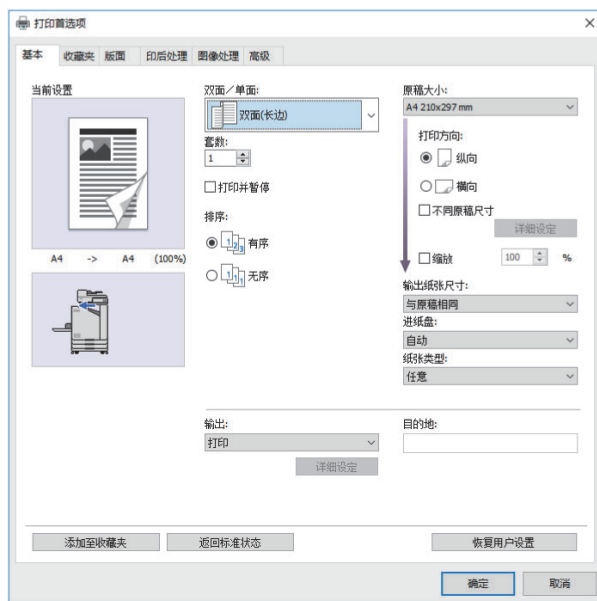 打印首选项
基本 收藏夹 版面 印后处理 图像处理 高级
当前设置
A4 -> A4 (100%)
双面/单面:
双面(长边)
套数:
1
打印并暂停
排序:
1 2 3 有序
1 1 1 无序
原稿大小:
A4 210x297 mm
打印方向:
纵向
横向
不同原稿尺寸
详细设定
缩放 100 %
输出纸张尺寸:
与原稿相同
进纸盘:
自动
纸张类型:
任意
输出:
打印
详细设定
目的地:
添加至收藏夹 返回标准状态 恢复用户设置
确定 取消